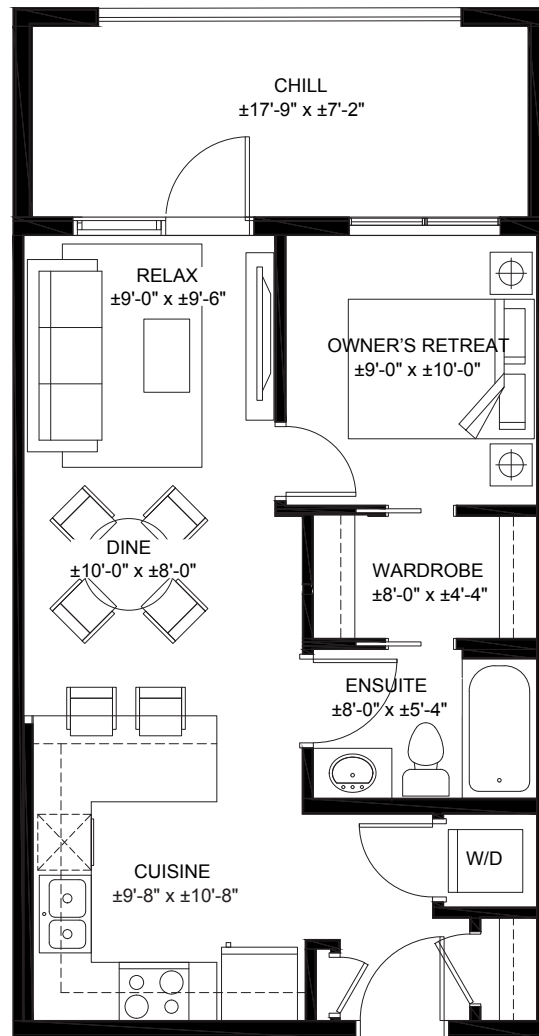 CHILL
±17'-9" x ±7'-2"
RELAX
±9'-0" x ±9'-6"
OWNER'S RETREAT
±9'-0" x ±10'-0"
DINE
±10'-0" x ±8'-0"
WARDROBE
±8'-0" x ±4'-4"
ENSUITE
±8'-0" x ±5'-4"
W/D
CUISINE
±9'-8" x ±10'-8"